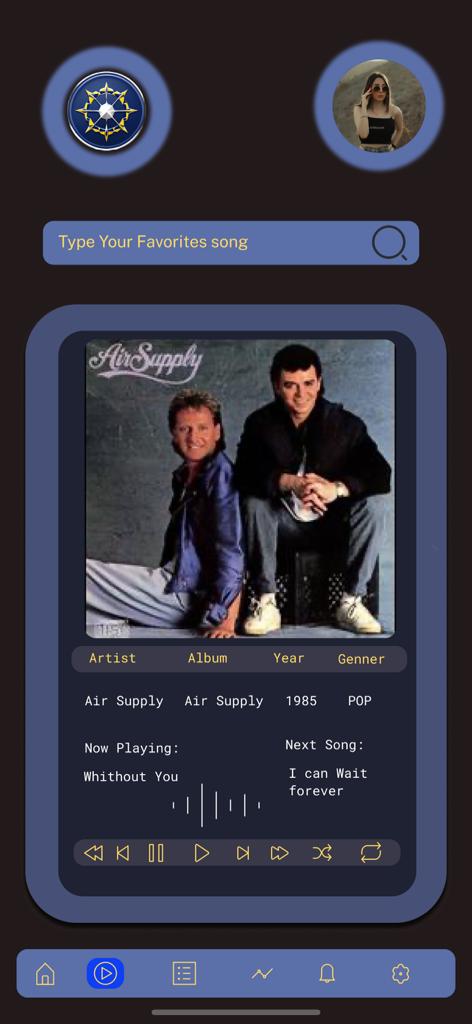 Type Your Favorites song
Air Supply
Artist Album Year Genner
Air Supply Air Supply 1985 POP
Now Playing: Next Song:
Whithout You I can Wait
forever